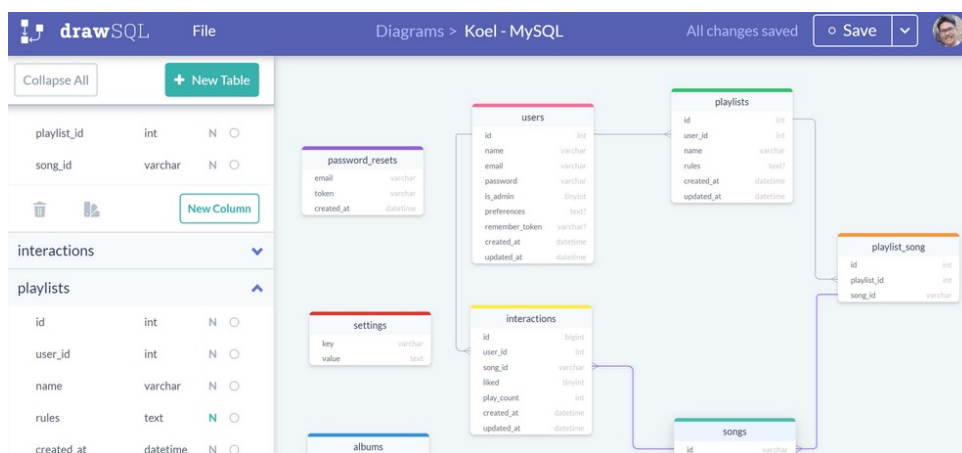 drawSQL File Diagrams > Koel - MySQL All changes saved Save
Collapse All + New Table
playlist_id int N
song_id varchar N
New Column
interactions
playlists
id int N
user_id int N
name varchar N
rules text N
created_at datetime N
password_resets
email varchar
token varchar
created_at datetime
settings
key varchar
value text
albums
users
id int
name varchar
email varchar
password varchar
is_admin tinyint
preferences text?
remember_token varchar?
created_at datetime
updated_at datetime
interactions
id bigint
user_id int
song_id varchar
liked tinyint
play_count int
created_at datetime
updated_at datetime
playlists
id int
user_id int
name varchar
rules text?
created_at datetime
updated_at datetime
playlist_song
id int
playlist_id int
song_id varchar
songs
id varchar